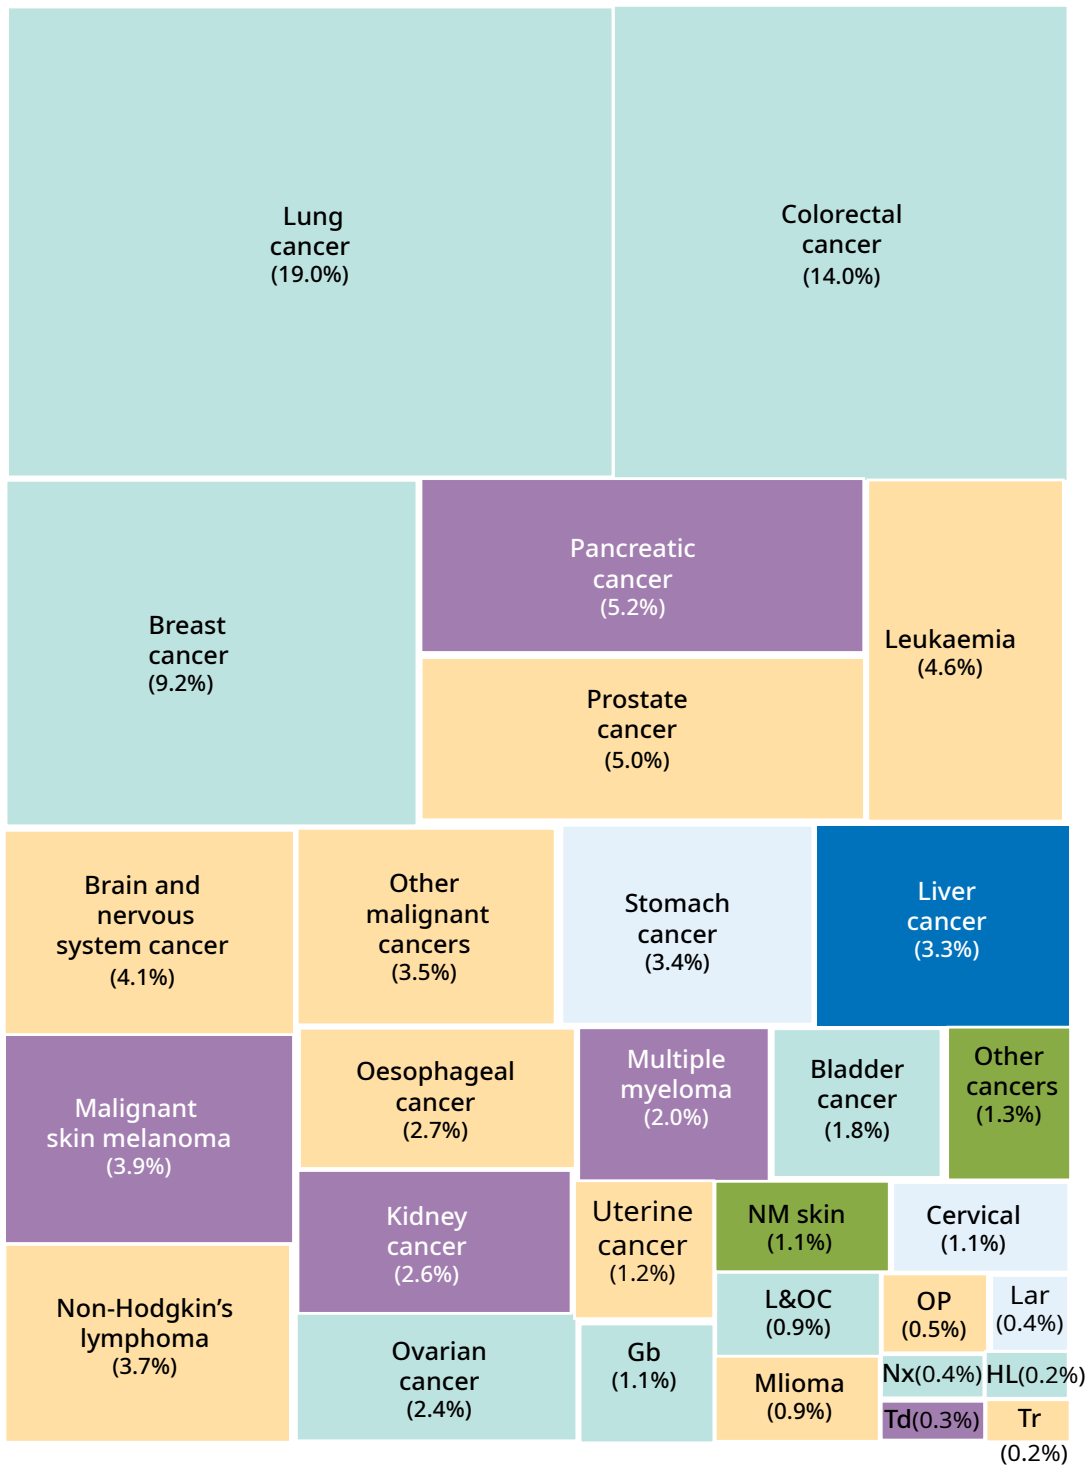 Lung
cancer
(19.0%)
Colorectal
cancer
(14.0%)
Breast
cancer
(9.2%)
Pancreatic
cancer
(5.2%)
Prostate
cancer
(5.0%)
Leukaemia
(4.6%)
Brain and
nervous
system cancer
(4.1%)
Other
malignant
cancers
(3.5%)
Stomach
cancer
(3.4%)
Liver
cancer
(3.3%)
Malignant
skin melanoma
(3.9%)
Oesophageal
cancer
(2.7%)
Multiple
myeloma
(2.0%)
Bladder
cancer
(1.8%)
Other
cancers
(1.3%)
Kidney
cancer
(2.6%)
Uterine
cancer
(1.2%)
NM skin
(1.1%)
Cervical
(1.1%)
Non-Hodgkin's
lymphoma
(3.7%)
Ovarian
cancer
(2.4%)
Gb
(1.1%)
L&OC
(0.9%)
OP
(0.5%)
Lar
(0.4%)
Mlioma
(0.9%)
Nx(0.4%)
HL(0.2%)
Td(0.3%)
Tr
(0.2%)